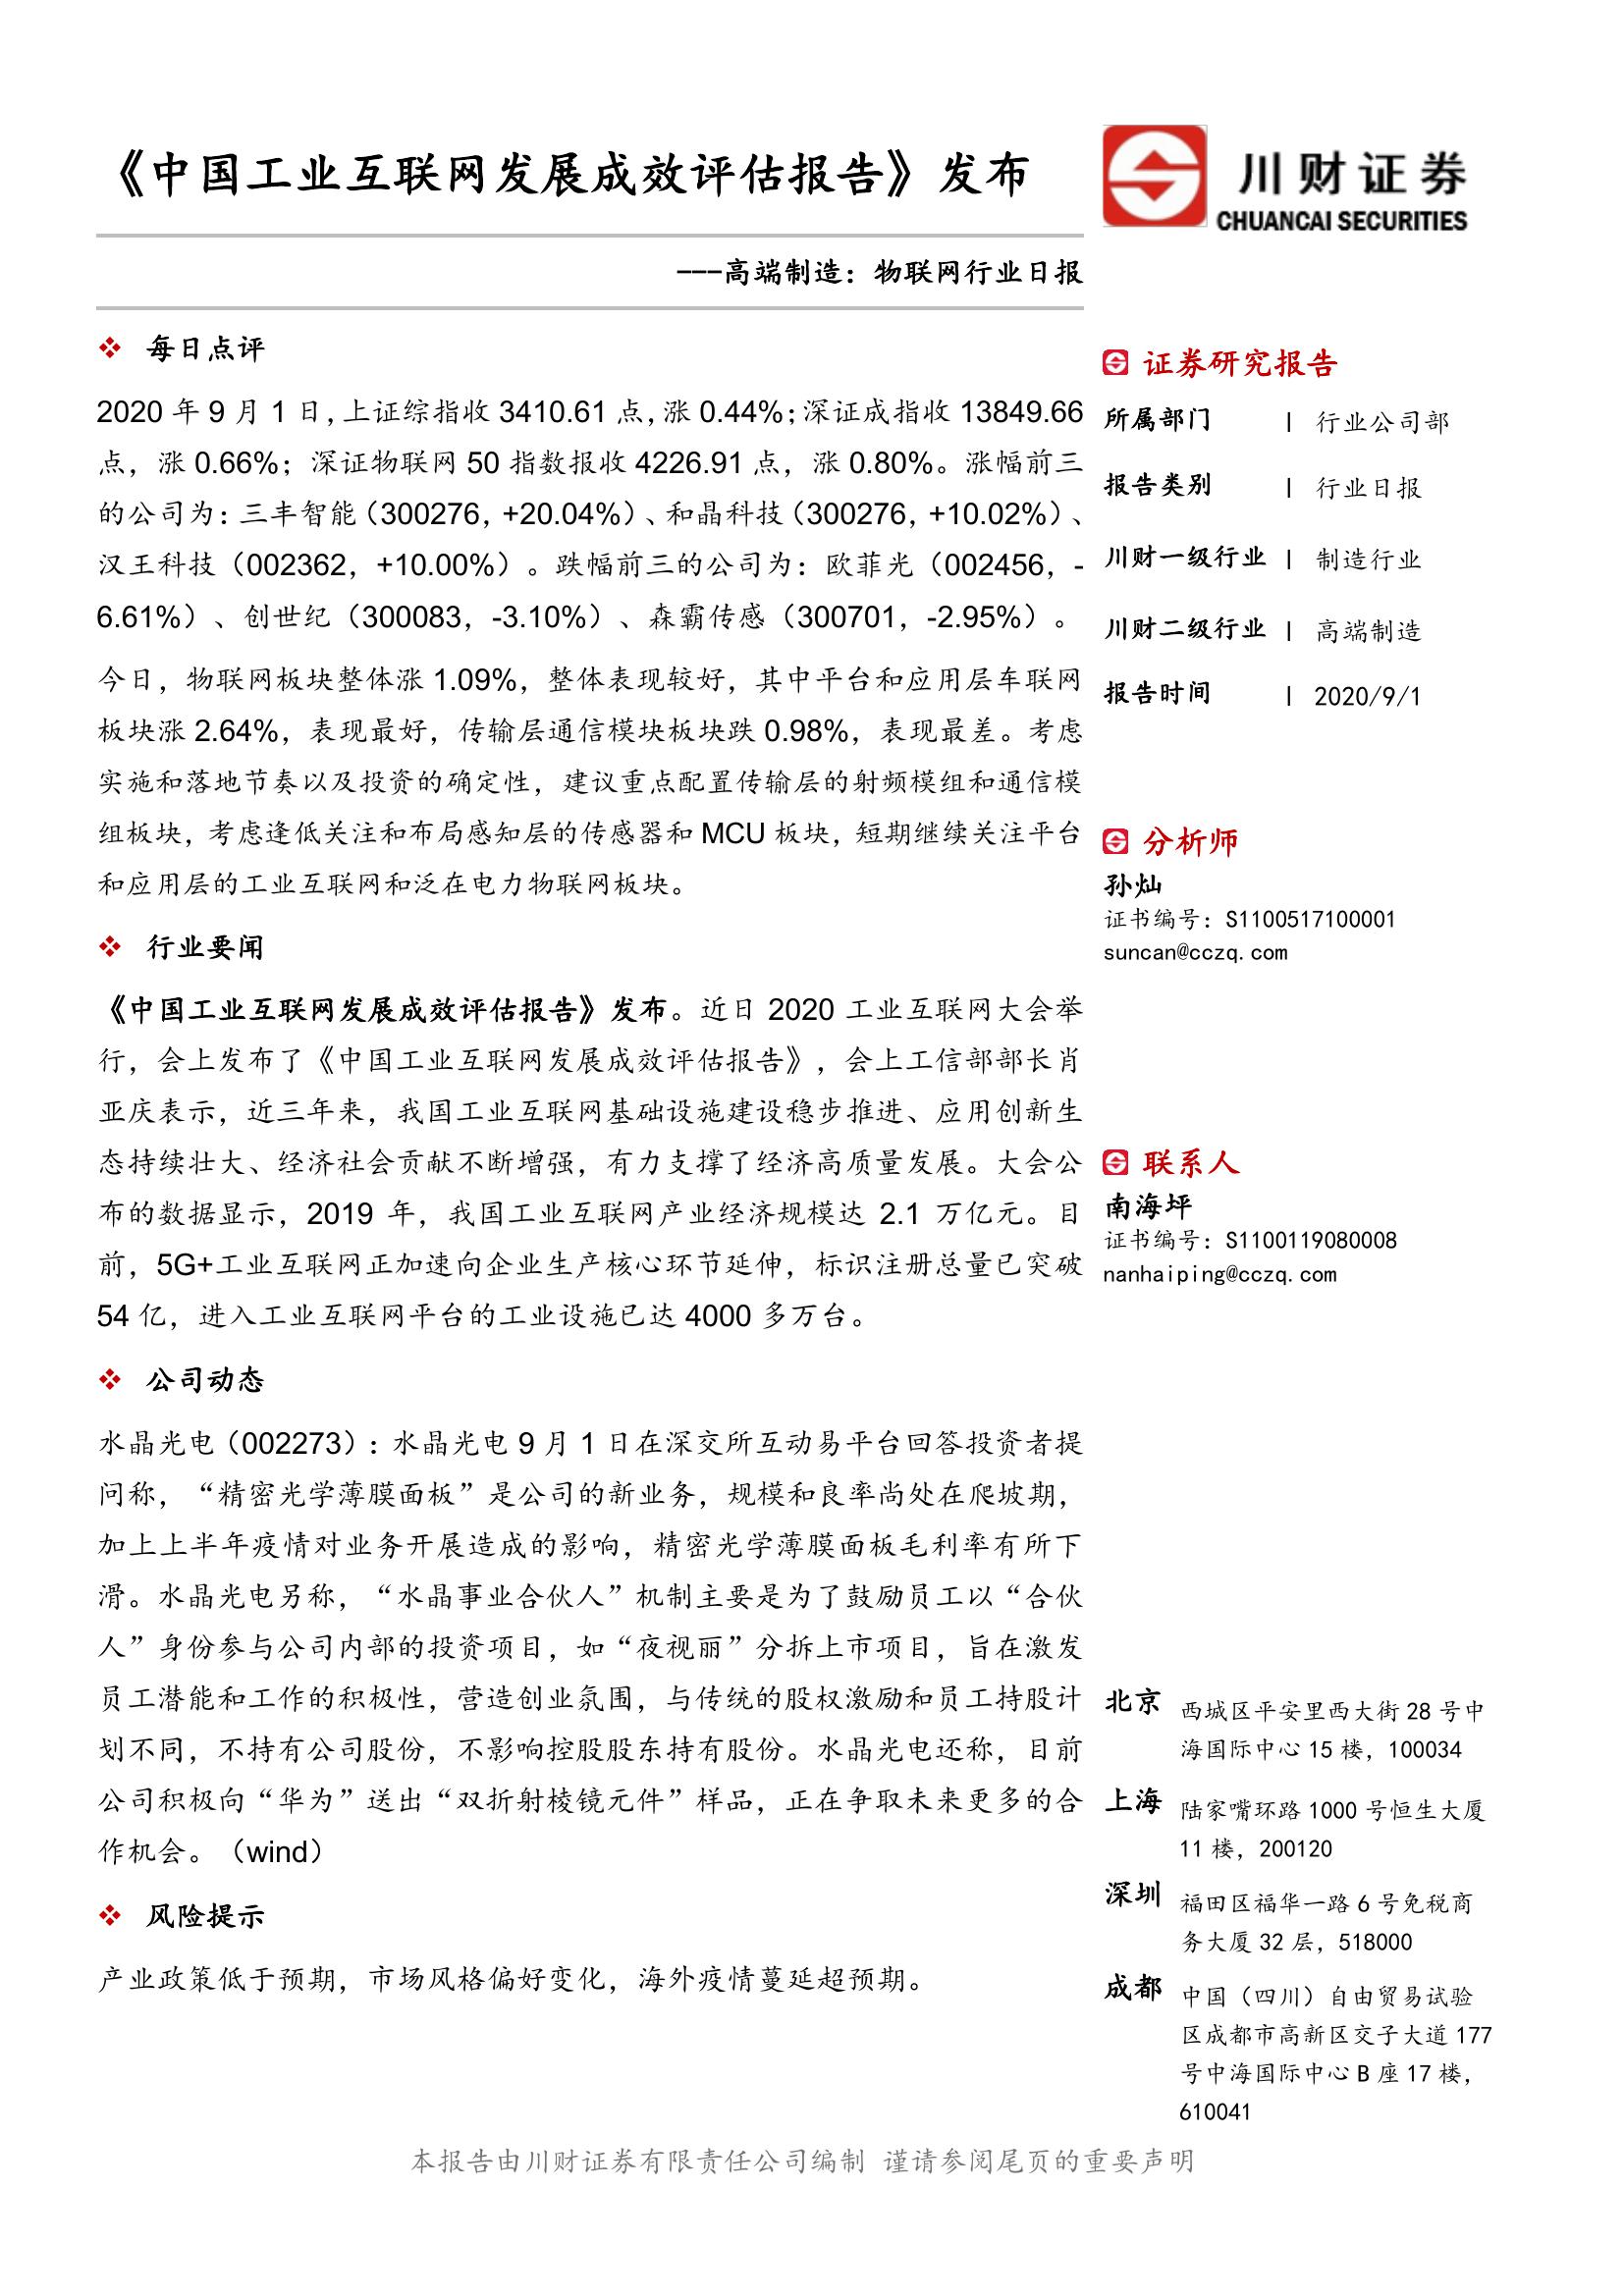 《中国工业互联网发展成效评估报告》发布
---高端制造：物联网行业日报
川财证券
CHUANCAI SECURITIES
每日点评
2020 年 9 月 1 日，上证综指收 3410.61 点，涨 0.44%；深证成指收 13849.66
点，涨 0.66%；深证物联网 50 指数报收 4226.91 点，涨 0.80%。涨幅前三
的公司为：三丰智能（300276，+20.04%）、和晶科技（300276，+10.02%）、
汉王科技（002362，+10.00%）。跌幅前三的公司为：欧菲光（002456，-
6.61%）、创世纪（300083，-3.10%）、森霸传感（300701，-2.95%）。
今日，物联网板块整体涨 1.09%，整体表现较好，其中平台和应用层车联网
板块涨 2.64%，表现最好，传输层通信模块板块跌 0.98%，表现最差。考虑
实施和落地节奏以及投资的确定性，建议重点配置传输层的射频模组和通信模
组板块，考虑逢低关注和布局感知层的传感器和 MCU 板块，短期继续关注平台
和应用层的工业互联网和泛在电力物联网板块。
行业要闻
《中国工业互联网发展成效评估报告》发布。近日 2020 工业互联网大会举
行，会上发布了《中国工业互联网发展成效评估报告》，会上工信部部长肖
亚庆表示，近三年来，我国工业互联网基础设施建设稳步推进、应用创新生
态持续壮大、经济社会贡献不断增强，有力支撑了经济高质量发展。大会公
布的数据显示，2019 年，我国工业互联网产业经济规模达 2.1 万亿元。目
前，5G+工业互联网正加速向企业生产核心环节延伸，标识注册总量已突破
54 亿，进入工业互联网平台的工业设施已达 4000 多万台。
公司动态
水晶光电（002273）：水晶光电 9 月 1 日在深交所互动易平台回答投资者提
问称，“精密光学薄膜面板”是公司的新业务，规模和良率尚处在爬坡期，
加上上半年疫情对业务开展造成的影响，精密光学薄膜面板毛利率有所下
滑。水晶光电另称，“水晶事业合伙人”机制主要是为了鼓励员工以“合伙
人”身份参与公司内部的投资项目，如“夜视丽”分拆上市项目，旨在激发
员工潜能和工作的积极性，营造创业氛围，与传统的股权激励和员工持股计
划不同，不持有公司股份，不影响控股股东持有股份。水晶光电还称，目前
公司积极向“华为”送出“双折射棱镜元件”样品，正在争取未来更多的合
作机会。（wind）
风险提示
产业政策低于预期，市场风格偏好变化，海外疫情蔓延超预期。
证券研究报告
所属部门 | 行业公司部
报告类别 | 行业日报
川财一级行业 | 制造行业
川财二级行业 | 高端制造
报告时间 | 2020/9/1
分析师
孙灿
证书编号：S1100517100001
suncan@cczq.com
联系人
南海坪
证书编号：S1100119080008
nanhaiping@cczq.com
北京 西城区平安里西大街 28 号中
海国际中心 15 楼，100034
上海 陆家嘴环路 1000 号恒生大厦
11 楼，200120
深圳 福田区福华一路 6 号免税商
务大厦 32 层，518000
成都 中国（四川）自由贸易试验
区成都市高新区交子大道 177
号中海国际中心 B 座 17 楼，
610041
本报告由川财证券有限责任公司编制 谨请参阅尾页的重要声明